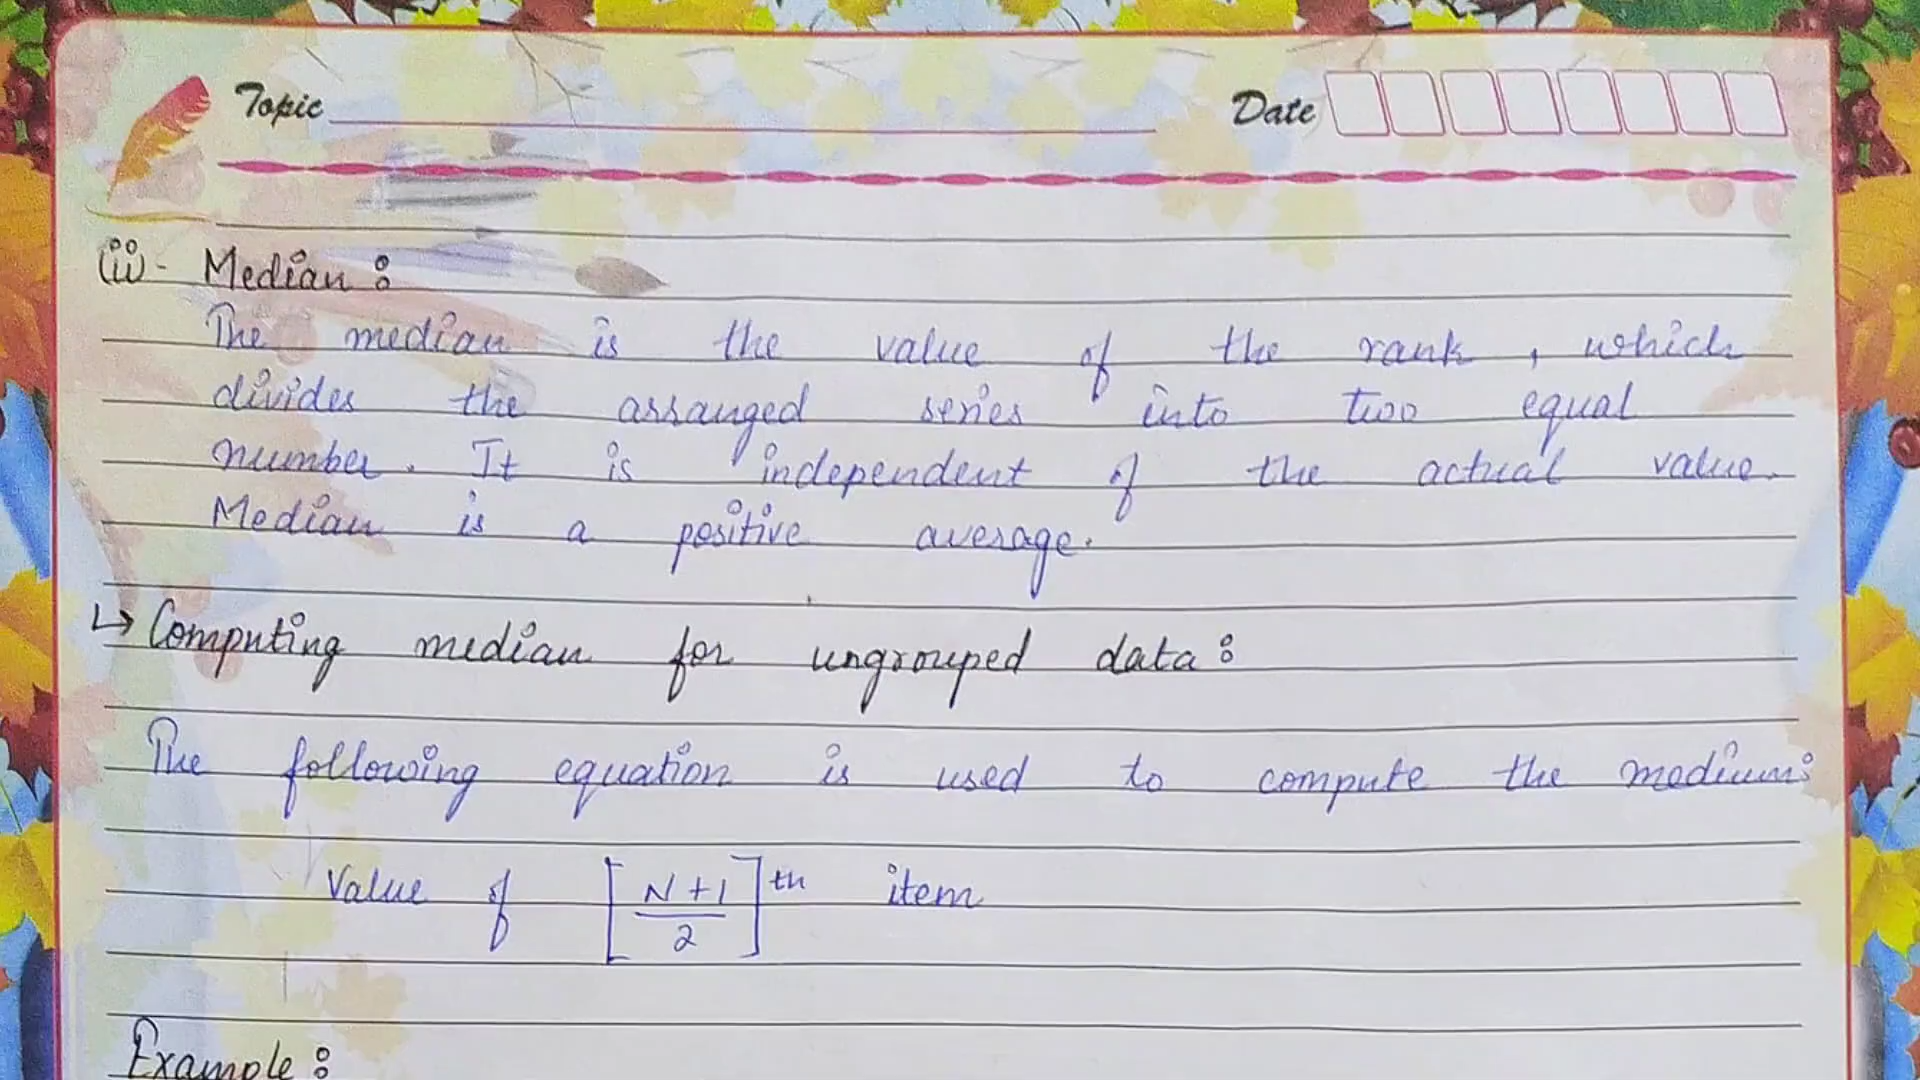 Topic
Date
(ii)- Median :
The median is the value of the rank, which
divides the arranged series into two equal
number. It is independent of the actual value.
Median is a positive average.
↳ Computing median for ungrouped data:
The following equation is used to compute the medium:
Value of [N+1/2]th item
Example: